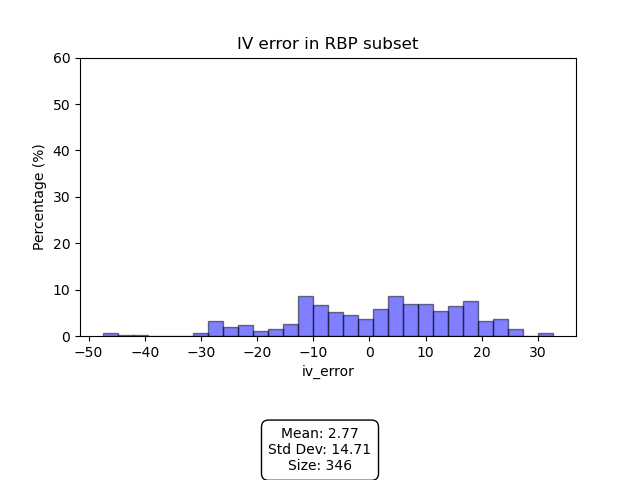 IV error in RBP subset
60
50
40
30
20
10
0
Percentage (%)
−50 −40 −30 −20 −10 0 10 20 30
iv_error
Mean: 2.77
Std Dev: 14.71
Size: 346